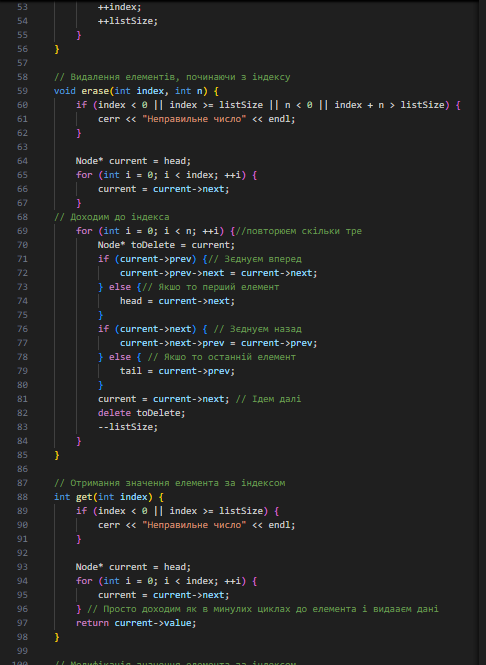 53 ++index;
54 ++listSize;
55 }
56 }
57
58 // Видалення елементів, починаючи з індексу
59 void erase(int index, int n) {
60 if (index < 0 || index >= listSize || n < 0 || index + n > listSize) {
61 cerr << "Неправильне число" << endl;
62 }
63
64 Node* current = head;
65 for (int i = 0; i < index; ++i) {
66 current = current->next;
67 }
68 // Доходим до індекса
69 for (int i = 0; i < n; ++i) {//повторюєм скільки тре
70 Node* toDelete = current;
71 if (current->prev) {// Зєднуєм вперед
72 current->prev->next = current->next;
73 } else {// Якшо то перший елемент
74 head = current->next;
75 }
76 if (current->next) { // Зєднуєм назад
77 current->next->prev = current->prev;
78 } else { // Якшо то останній елемент
79 tail = current->prev;
80 }
81 current = current->next; // Ідем далі
82 delete toDelete;
83 --listSize;
84 }
85 }
86
87 // Отримання значення елемента за індексом
88 int get(int index) {
89 if (index < 0 || index >= listSize) {
90 cerr << "Неправильне число" << endl;
91 }
92
93 Node* current = head;
94 for (int i = 0; i < index; ++i) {
95 current = current->next;
96 } // Просто доходим як в минулих циклах до елемента і видааєм дані
97 return current->value;
98 }
99
100 // Модифікація значення елемента за індексом